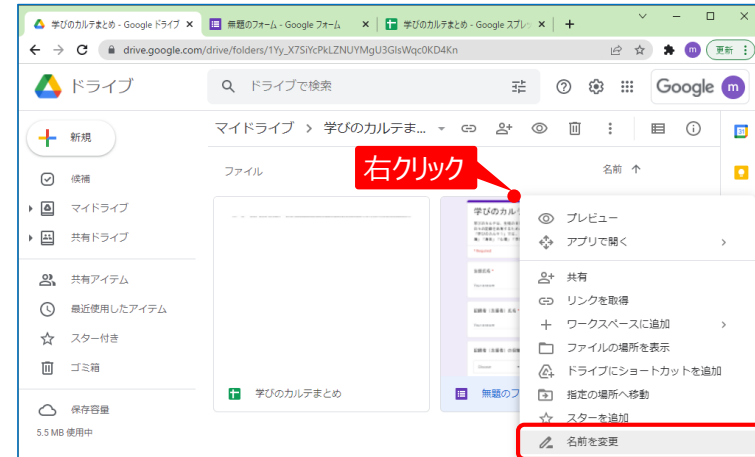 学びのカルテまとめ - Google ドライブ
無題のフォーム - Google フォーム
学びのカルテまとめ - Google スプレ
drive.google.com/drive/folders/1Yy_X7SiYcPkLZNUYMgU3GIsWqc0KD4Kn
m
更新
ドライブ
ドライブで検索
Google
m
新規
マイドライブ > 学びのカルテま...
31
候補
マイドライブ
共有ドライブ
共有アイテム
最近使用したアイテム
スター付き
ゴミ箱
保存容量
5.5 MB 使用中
ファイル
右クリック
名前
学びのカル
学びのカルテまとめ
無題のフ
プレビュー
アプリで開く
共有
リンクを取得
ワークスペースに追加
ファイルの場所を表示
ドライブにショートカットを追加
指定の場所へ移動
スターを追加
名前を変更